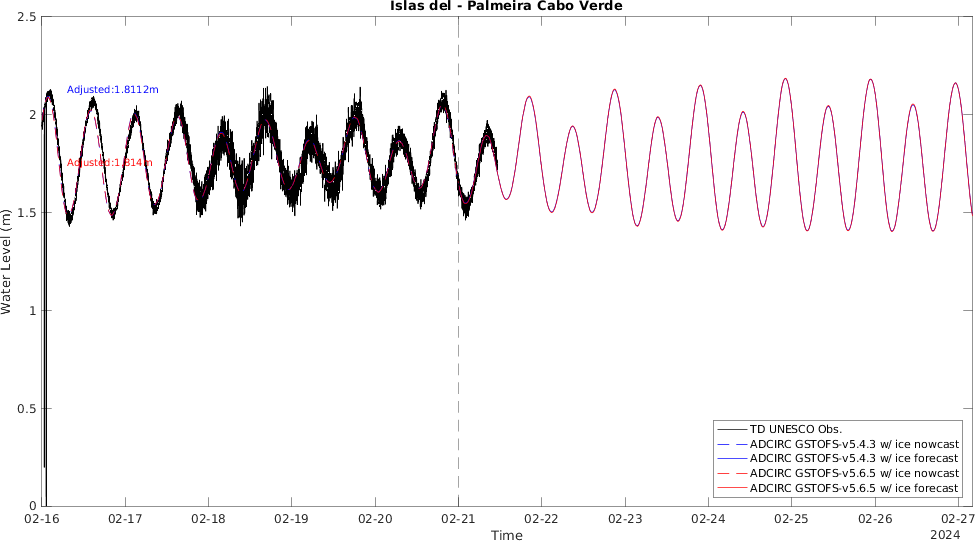 Islas del - Palmeira Cabo Verde
2.5
2
1.5
1
0.5
0
Water Level (m)
Adjusted:1.8112m
Adjusted:1.814m
TD UNESCO Obs.
ADCIRC GSTOFS-v5.4.3 w/ ice nowcast
ADCIRC GSTOFS-v5.4.3 w/ ice forecast
ADCIRC GSTOFS-v5.6.5 w/ ice nowcast
ADCIRC GSTOFS-v5.6.5 w/ ice forecast
02-16 02-17 02-18 02-19 02-20 02-21 02-22 02-23 02-24 02-25 02-26 02-27
Time
2024